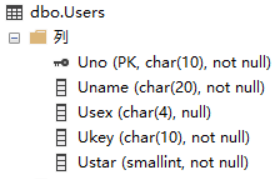 dbo.Users
列
Uno (PK, char(10), not null)
Uname (char(20), not null)
Usex (char(4), null)
Ukey (char(10), not null)
Ustar (smallint, not null)